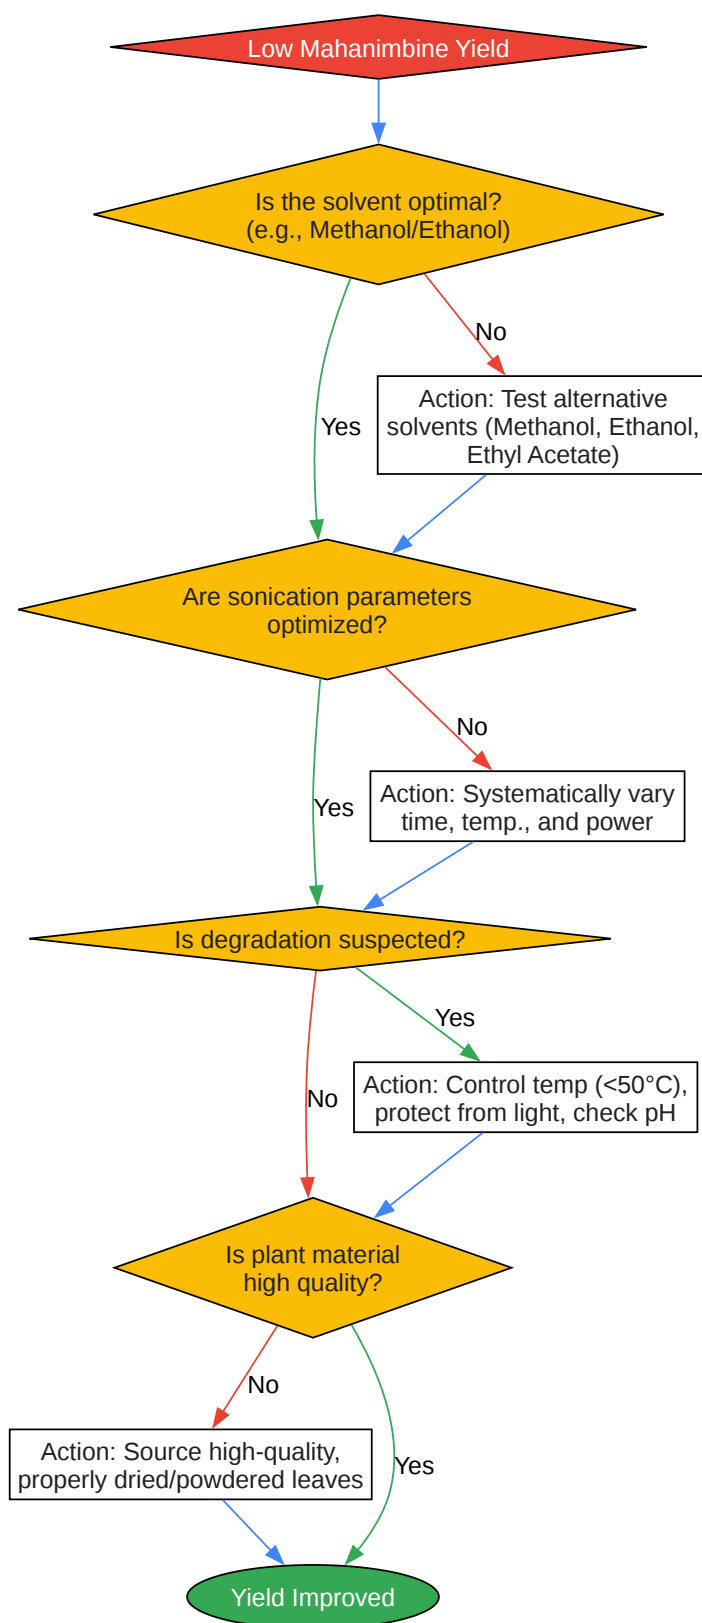 Low Mahanimbine Yield
Is the solvent optimal?
(e.g., Methanol/Ethanol)
No
Action: Test alternative
solvents (Methanol, Ethanol,
Ethyl Acetate)
Yes
Are sonication parameters
optimized?
No
Action: Systematically vary
time, temp., and power
Yes
Is degradation suspected?
Yes
Action: Control temp (<50°C),
protect from light, check pH
No
Is plant material
high quality?
No
Action: Source high-quality,
properly dried/powdered leaves
Yes
Yield Improved